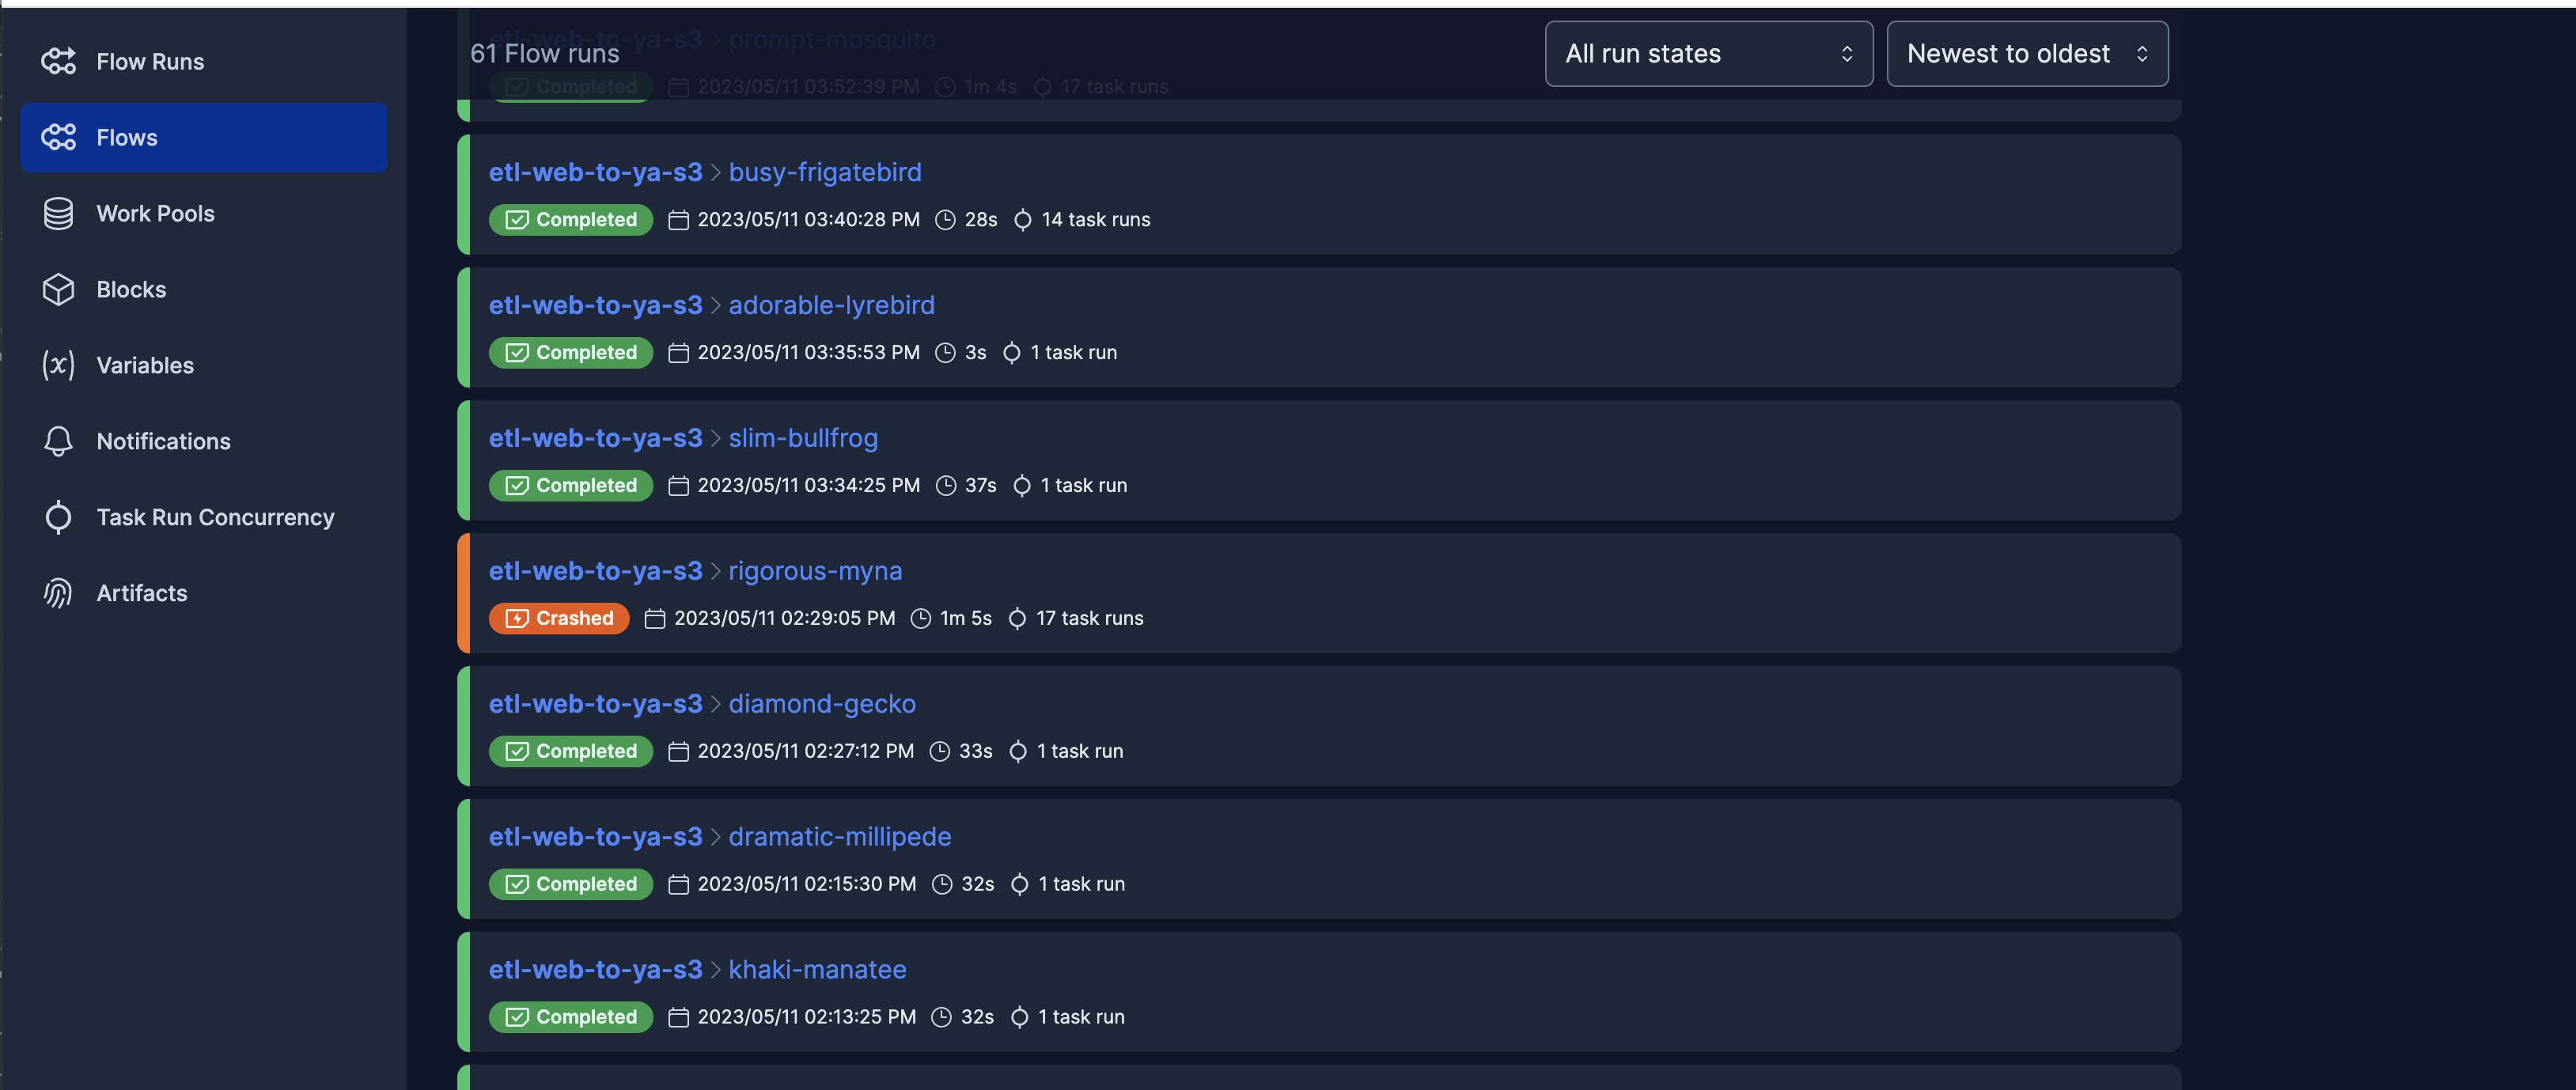 Flow Runs
Flows
Work Pools
Blocks
Variables
Notifications
Task Run Concurrency
Artifacts
61 Flow runs
All run states
Newest to oldest
etl-web-to-ya-s3 > prompt-mosquito
Completed 2023/05/11 03:52:39 PM 1m 4s 17 task runs
etl-web-to-ya-s3 > busy-frigatebird
Completed 2023/05/11 03:40:28 PM 28s 14 task runs
etl-web-to-ya-s3 > adorable-lyrebird
Completed 2023/05/11 03:35:53 PM 3s 1 task run
etl-web-to-ya-s3 > slim-bullfrog
Completed 2023/05/11 03:34:25 PM 37s 1 task run
etl-web-to-ya-s3 > rigorous-myna
Crashed 2023/05/11 02:29:05 PM 1m 5s 17 task runs
etl-web-to-ya-s3 > diamond-gecko
Completed 2023/05/11 02:27:12 PM 33s 1 task run
etl-web-to-ya-s3 > dramatic-millipede
Completed 2023/05/11 02:15:30 PM 32s 1 task run
etl-web-to-ya-s3 > khaki-manatee
Completed 2023/05/11 02:13:25 PM 32s 1 task run